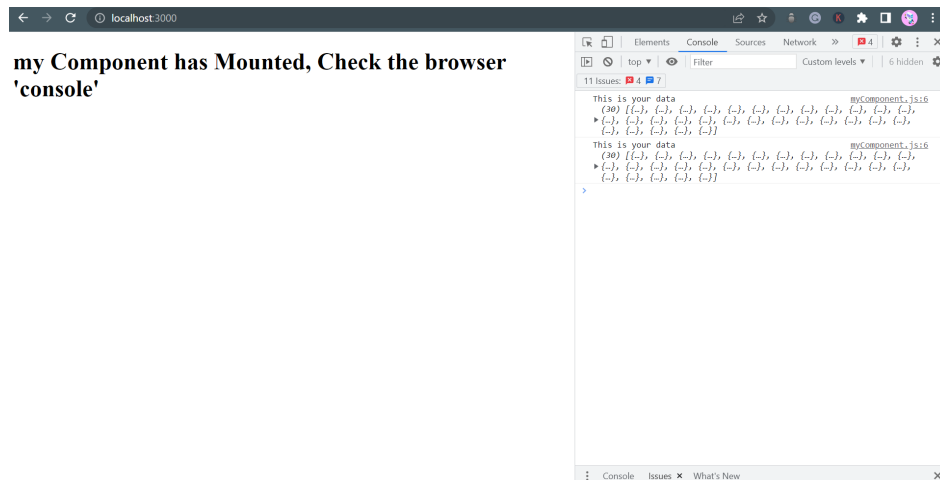 localhost:3000
my Component has Mounted, Check the browser
'console'
Elements Console Sources Network » 4
top ▼ Filter Custom levels ▼ 6 hidden
11 Issues: 4 7
This is your data myComponent.js:6
(30) [{…}, {…}, {…}, {…}, {…}, {…}, {…}, {…}, {…}, {…}, {…},
▶ {…}, {…}, {…}, {…}, {…}, {…}, {…}, {…}, {…}, {…}, {…}, {…}, {…},
{…}, {…}, {…}, {…}, {…}, {…}]
This is your data myComponent.js:6
(30) [{…}, {…}, {…}, {…}, {…}, {…}, {…}, {…}, {…}, {…}, {…},
▶ {…}, {…}, {…}, {…}, {…}, {…}, {…}, {…}, {…}, {…}, {…}, {…}, {…},
{…}, {…}, {…}, {…}, {…}, {…}]
>
Console Issues × What's New